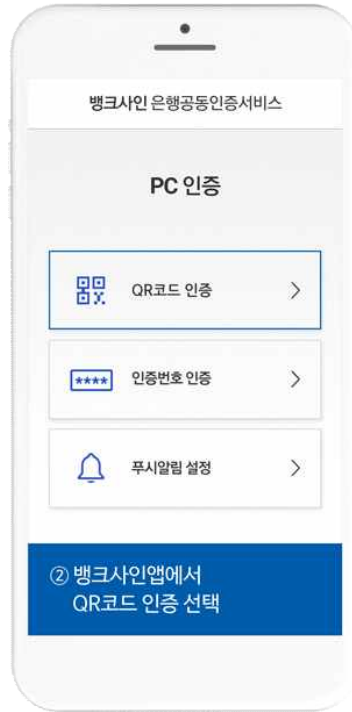 뱅크사인 은행공동인증서비스
PC 인증
QR코드 인증
****
인증번호 인증
푸시알림 설정
② 뱅크사인앱에서
QR코드 인증 선택